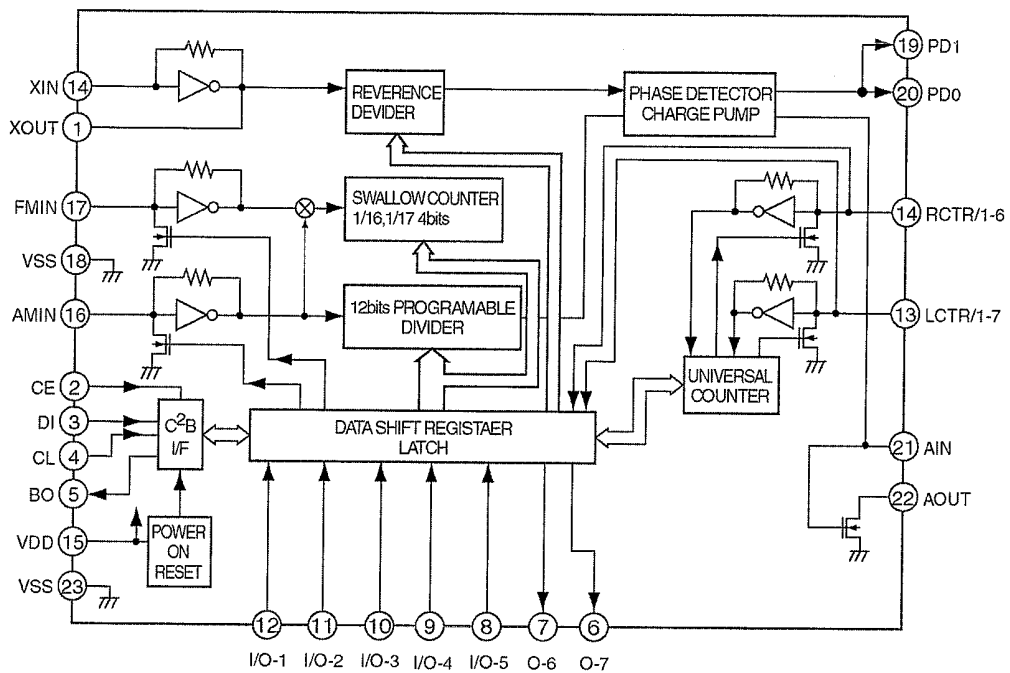 XIN 14
XOUT 1
REVERENCE
DEVIDER
PHASE DETECTOR
CHARGE PUMP
19 PD1
20 PD0
FMIN 17
SWALLOW COUNTER
1/16,1/17 4bits
14 RCTR/1-6
VSS 18
AMIN 16
12bits PROGRAMABLE
DIVIDER
13 LCTR/1-7
UNIVERSAL
COUNTER
CE 2
DI 3
CL 4
BO 5
C²B
I/F
DATA SHIFT REGISTAER
LATCH
21 AIN
22 AOUT
VDD 15
POWER
ON
RESET
VSS 23
12 11 10 9 8 7 6
I/O-1 I/O-2 I/O-3 I/O-4 I/O-5 O-6 O-7